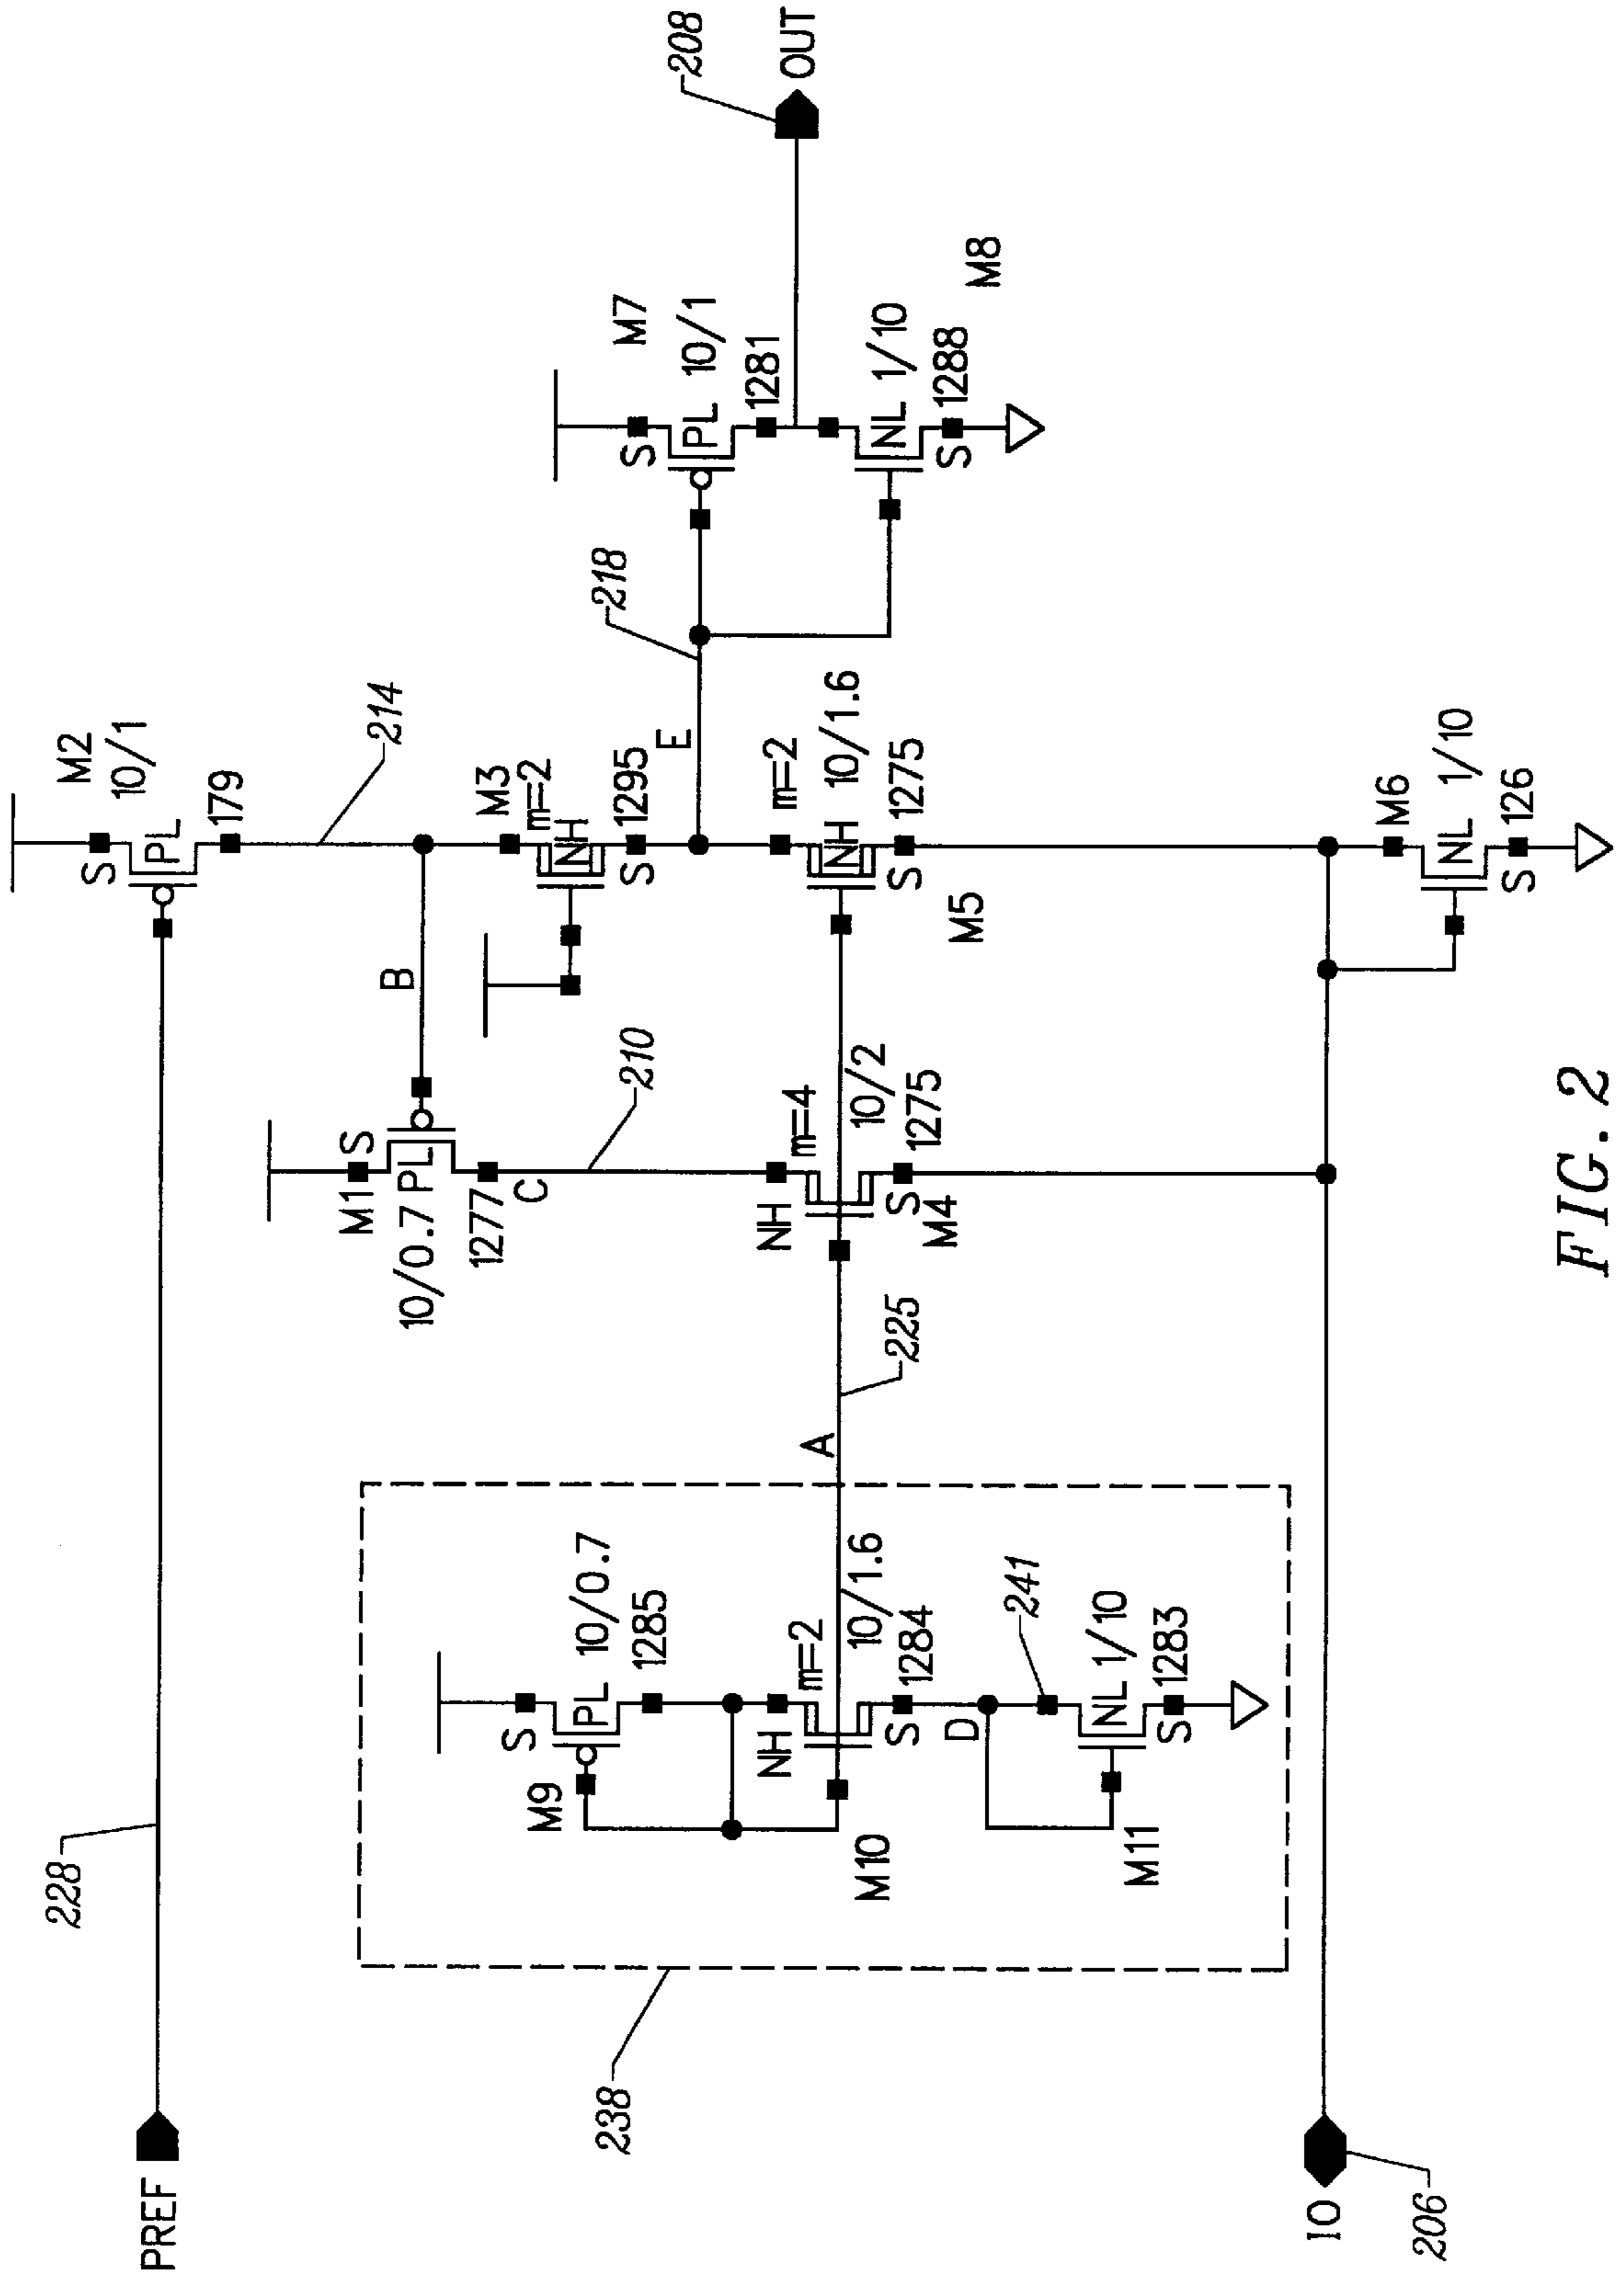 PREF
228
S
PL
M2
10/1
179
214
B
M1
S
10/0.7 PL
1277
C
210
M3
m=2
NH
S
1295
E
218
M7
S
PL 10/1
1281
208
OUT
NL 1/10
S
1288
M8
238
M9
S
PL 10/0.7
1285
NH
m=2
10/1.6
S
1284
M10
D
241
M11
NL 1/10
S
1283
A
225
NH
m=4
10/2
S
1275
M4
m=2
NH
10/1.6
S
1275
M5
M6
NL 1/10
S
126
IO
206
FIG. 2